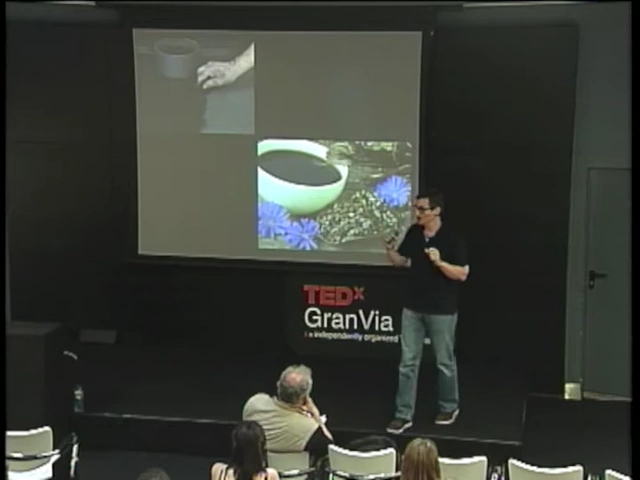 TEDx
GranVia
x = independently organized